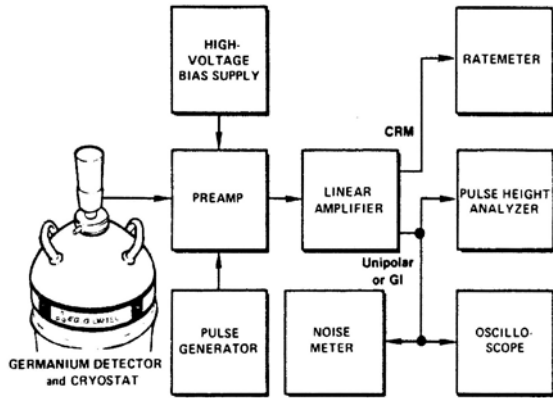 HIGH-
VOLTAGE
BIAS SUPPLY
RATEMETER
CRM
PREAMP
LINEAR
AMPLIFIER
PULSE HEIGHT
ANALYZER
Unipolar
or GI
PULSE
GENERATOR
NOISE
METER
OSCILLO-
SCOPE
GERMANIUM DETECTOR
and CRYOSTAT